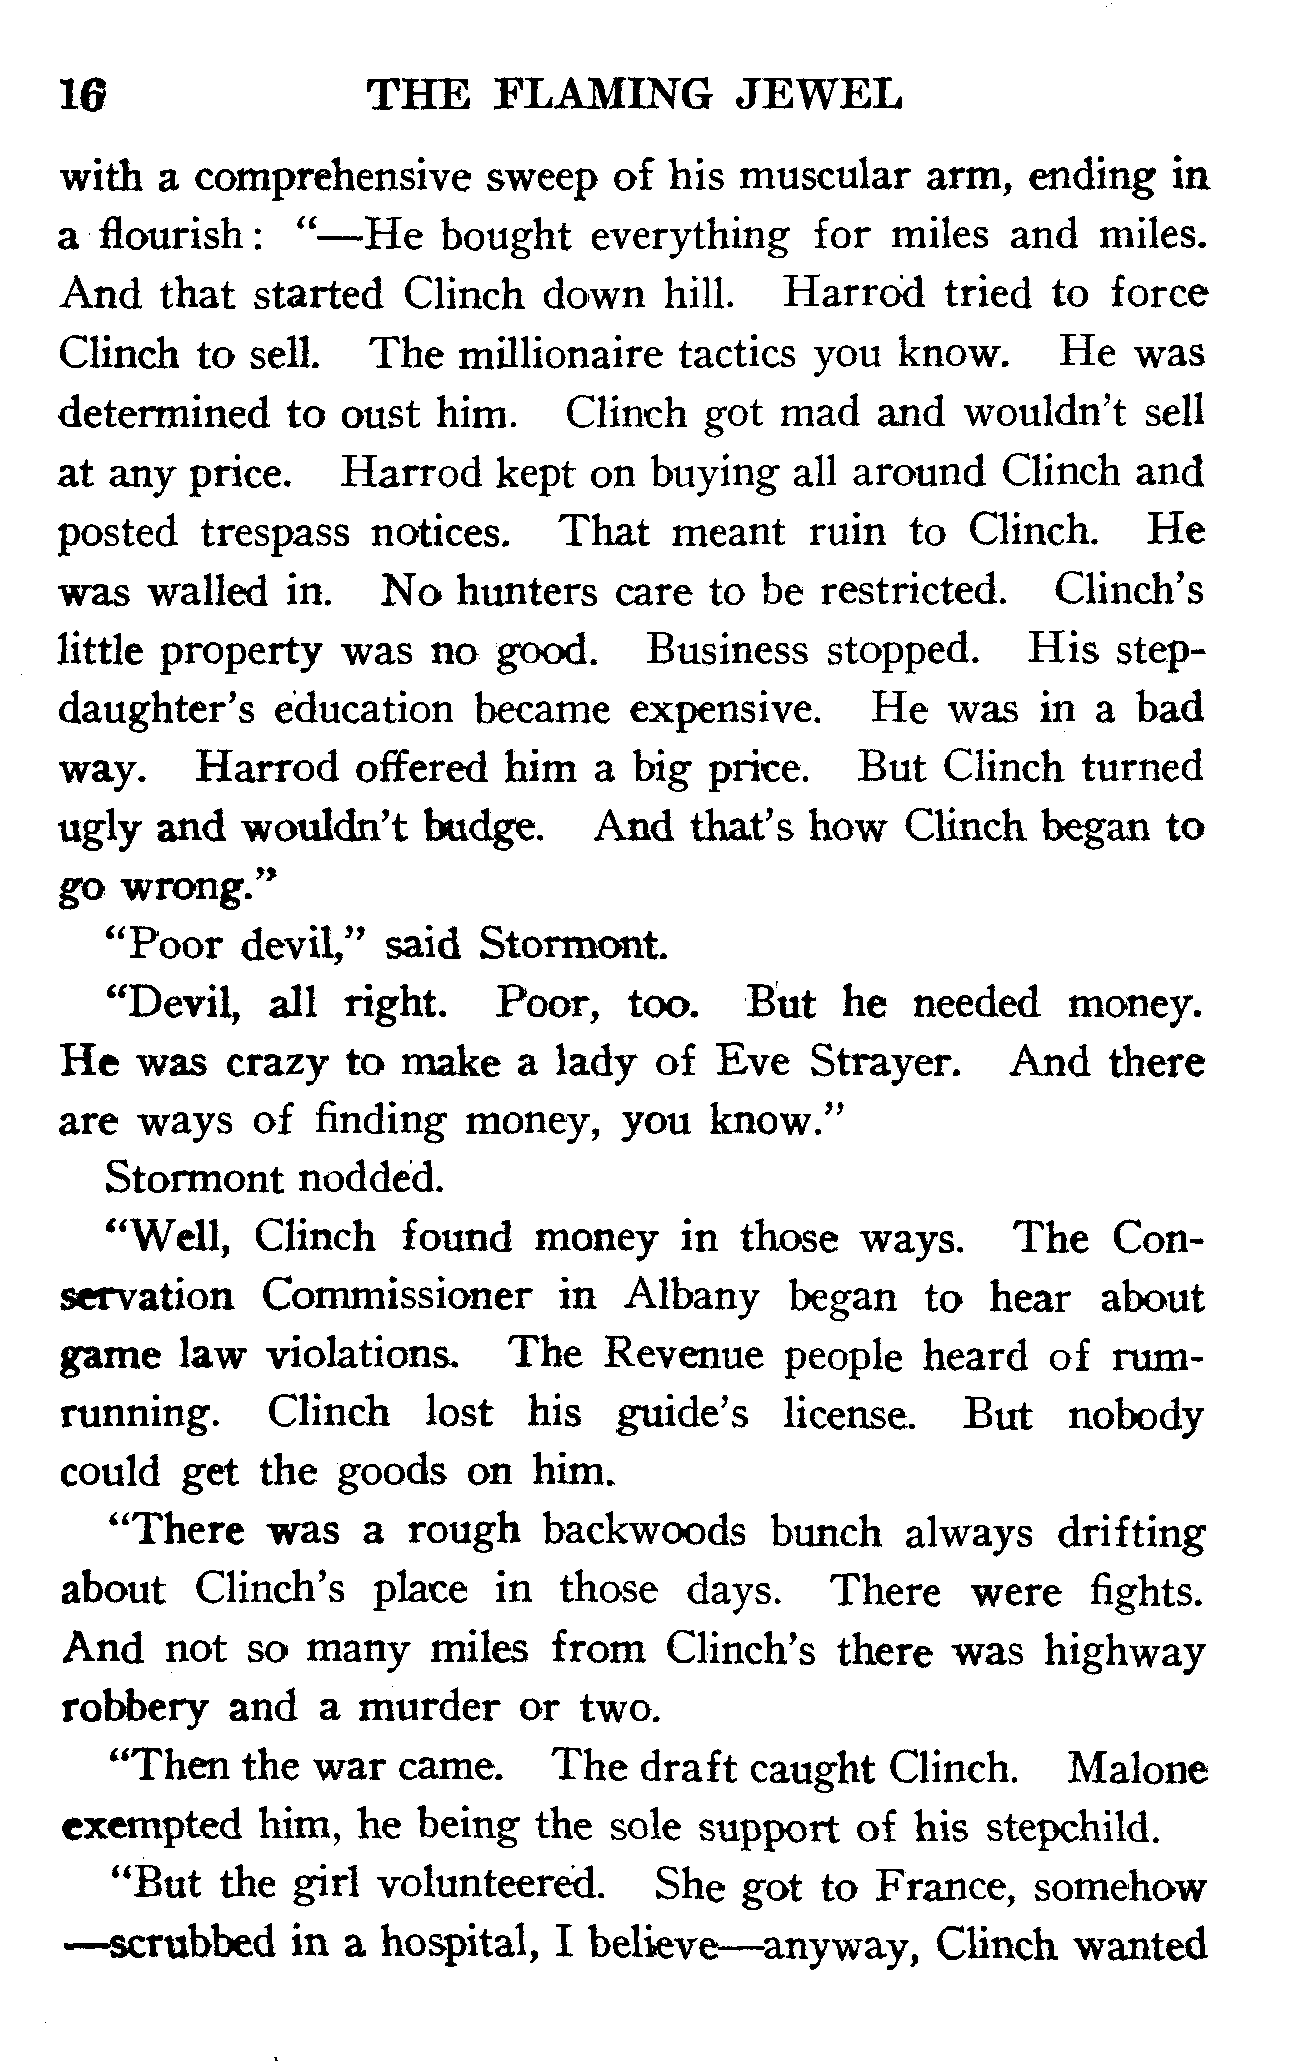 16 THE FLAMING JEWEL
with a comprehensive sweep of his muscular arm, ending in
a flourish: "—He bought everything for miles and miles.
And that started Clinch down hill. Harrod tried to force
Clinch to sell. The millionaire tactics you know. He was
determined to oust him. Clinch got mad and wouldn't sell
at any price. Harrod kept on buying all around Clinch and
posted trespass notices. That meant ruin to Clinch. He
was walled in. No hunters care to be restricted. Clinch's
little property was no good. Business stopped. His step-
daughter's education became expensive. He was in a bad
way. Harrod offered him a big price. But Clinch turned
ugly and wouldn't budge. And that's how Clinch began to
go wrong."
"Poor devil," said Stormont.
"Devil, all right. Poor, too. But he needed money.
He was crazy to make a lady of Eve Strayer. And there
are ways of finding money, you know."
Stormont nodded.
"Well, Clinch found money in those ways. The Con-
servation Commissioner in Albany began to hear about
game law violations. The Revenue people heard of rum-
running. Clinch lost his guide's license. But nobody
could get the goods on him.
"There was a rough backwoods bunch always drifting
about Clinch's place in those days. There were fights.
And not so many miles from Clinch's there was highway
robbery and a murder or two.
"Then the war came. The draft caught Clinch. Malone
exempted him, he being the sole support of his stepchild.
"But the girl volunteered. She got to France, somehow
—scrubbed in a hospital, I believe—anyway, Clinch wanted